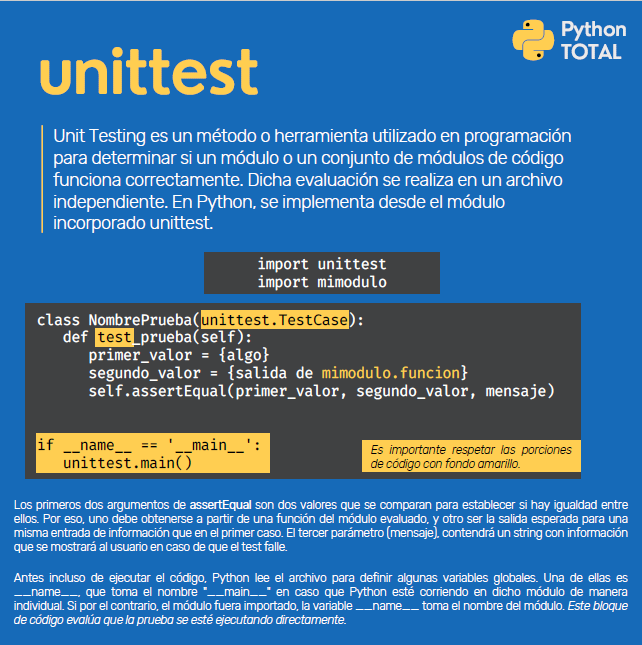 Python
TOTAL
unittest
Unit Testing es un método o herramienta utilizado en programación
para determinar si un módulo o un conjunto de módulos de código
funciona correctamente. Dicha evaluación se realiza en un archivo
independiente. En Python, se implementa desde el módulo
incorporado unittest.
import unittest
import mimodulo
class NombrePrueba(unittest.TestCase):
def test_prueba(self):
primer_valor = {algo}
segundo_valor = {salida de mimodulo.funcion}
self.assertEqual(primer_valor, segundo_valor, mensaje)
if __name__ == '__main__':
unittest.main()
Es importante respetar las porciones
de código con fondo amarillo.
Los primeros dos argumentos de assertEqual son dos valores que se comparan para establecer si hay igualdad entre
ellos. Por eso, uno debe obtenerse a partir de una función del módulo evaluado, y otro ser la salida esperada para una
misma entrada de información que en el primer caso. El tercer parámetro (mensaje), contendrá un string con información
que se mostrará al usuario en caso de que el test falle.
Antes incluso de ejecutar el código, Python lee el archivo para definir algunas variables globales. Una de ellas es
__name__, que toma el nombre "__main__" en caso que Python esté corriendo en dicho módulo de manera
individual. Si por el contrario, el módulo fuera importado, la variable __name__ toma el nombre del módulo. Este bloque
de código evalúa que la prueba se esté ejecutando directamente.